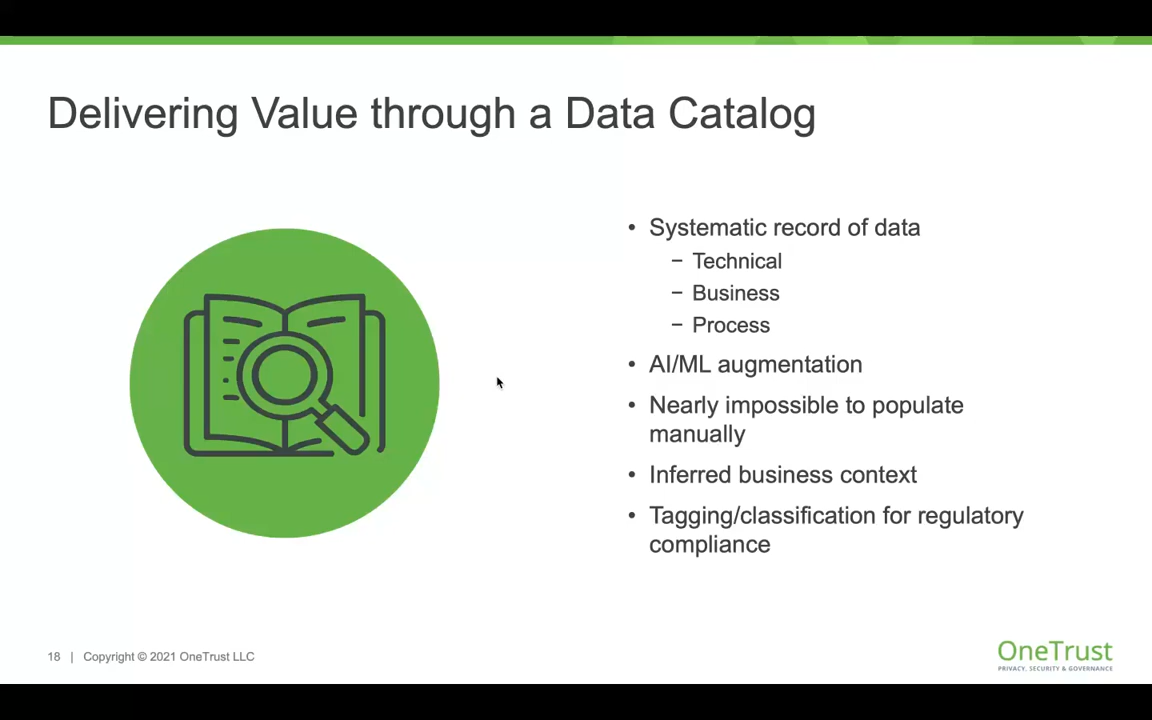 Delivering Value through a Data Catalog
• Systematic record of data
− Technical
− Business
− Process
• AI/ML augmentation
• Nearly impossible to populate
manually
• Inferred business context
• Tagging/classification for regulatory
compliance
18 | Copyright © 2021 OneTrust LLC
OneTrust
PRIVACY, SECURITY & GOVERNANCE